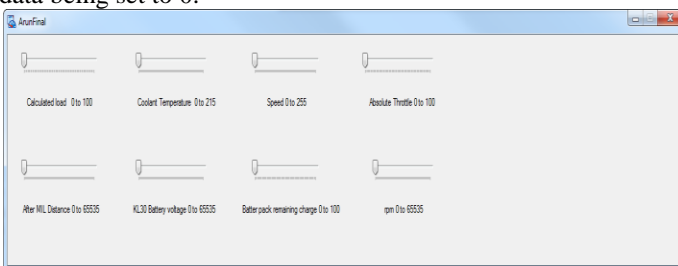 data being set to 0.
ArunFinal
Calculated load 0 to 100
Coolant Temperature 0 to 215
Speed 0 to 255
Absolute Throttle 0 to 100
After MIL Distance 0 to 65535
KL30 Battery voltage 0 to 65535
Batter pack remaining charge 0 to 100
rpm 0 to 65535